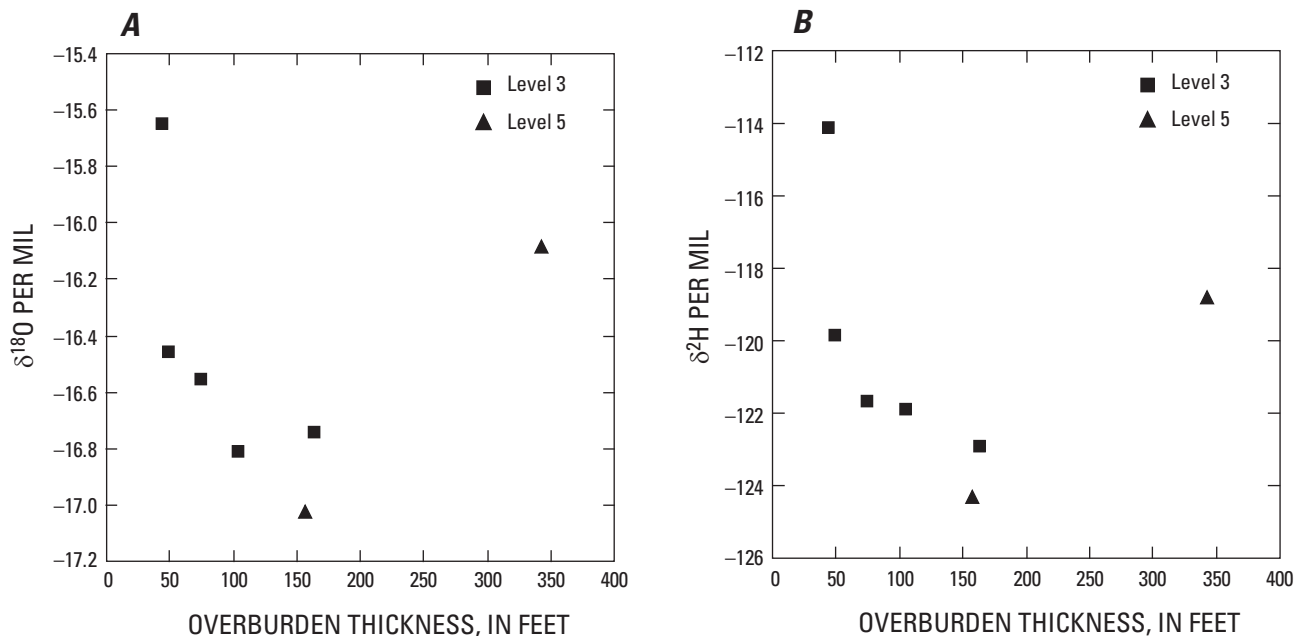 A
–15.4
–15.6
–15.8
–16.0
–16.2
–16.4
–16.6
–16.8
–17.0
–17.2
δ18O PER MIL
Level 3
Level 5
0 50 100 150 200 250 300 350 400
OVERBURDEN THICKNESS, IN FEET
B
–112
–114
–116
–118
–120
–122
–124
–126
δ2H PER MIL
Level 3
Level 5
0 50 100 150 200 250 300 350 400
OVERBURDEN THICKNESS, IN FEET